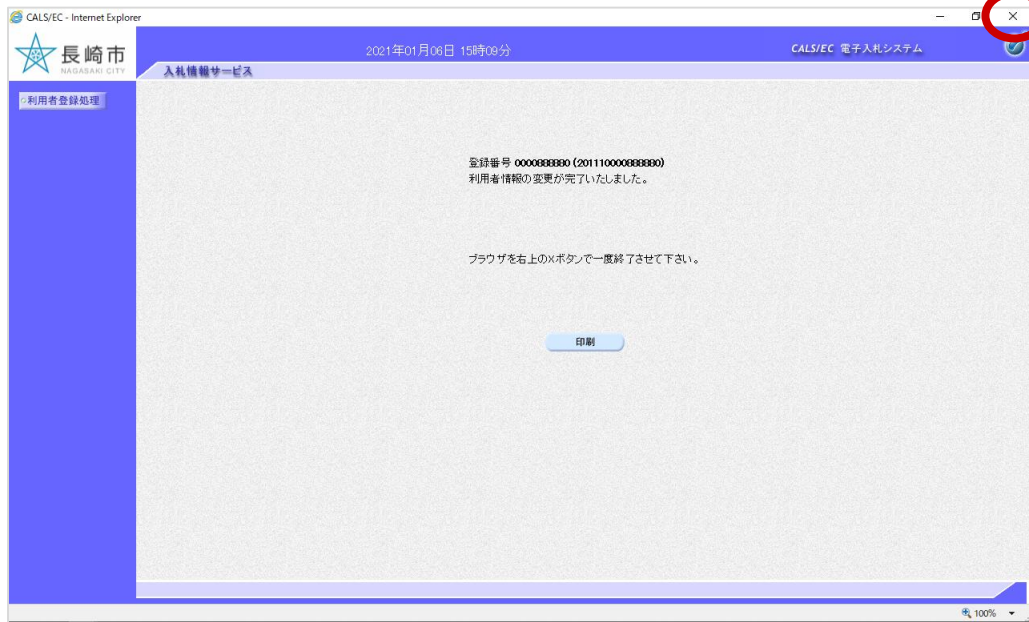 CALS/EC - Internet Explorer
長崎市
NAGASAKI CITY
2021年01月06日 15時09分
CALS/EC 電子入札システム
入札情報サービス
利用者登録処理
登録番号 0000888880 (201110000888880)
利用者情報の変更が完了いたしました。
ブラウザを右上の×ボタンで一度終了させて下さい。
印刷
100%